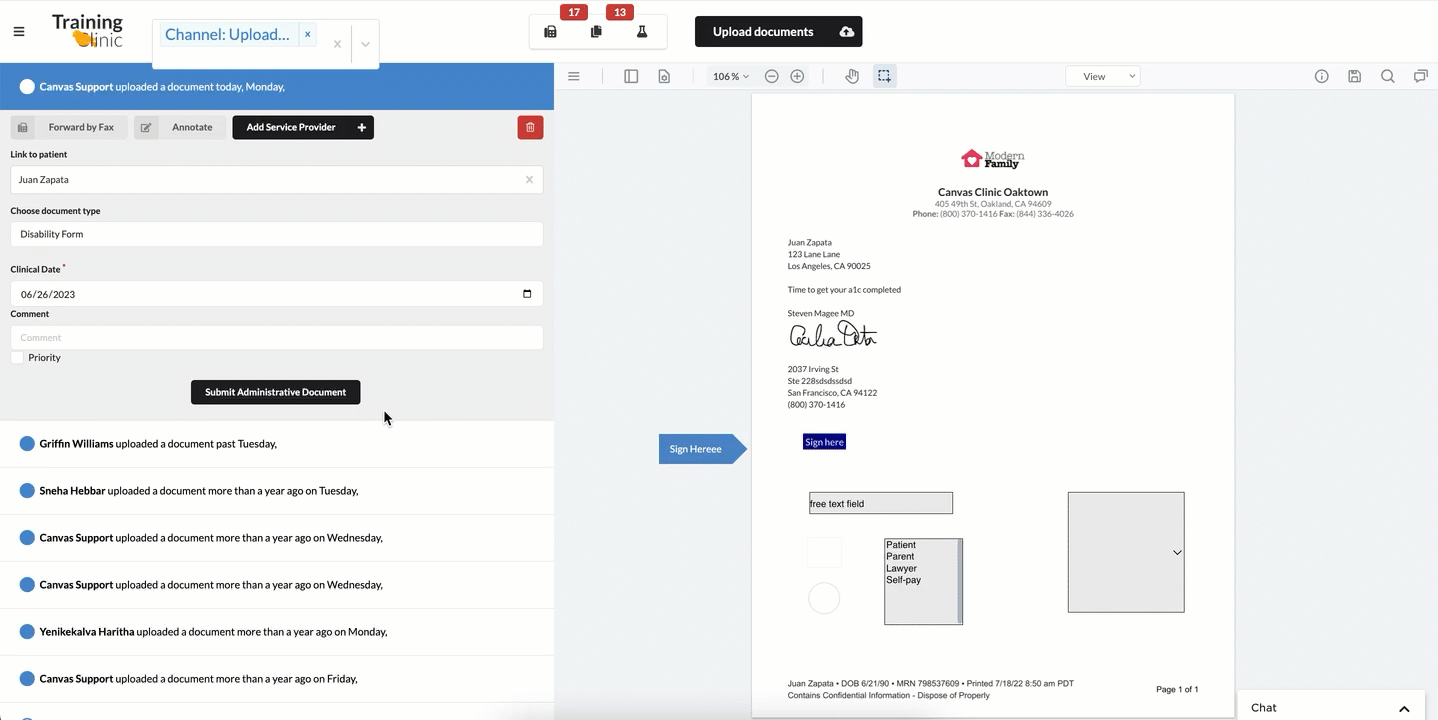 Training Clinic
Channel: Upload... x
17
13
Upload documents
Canvas Support uploaded a document today, Monday,
Forward by Fax
Annotate
Add Service Provider +
Link to patient
Juan Zapata
Choose document type
Disability Form
Clinical Date *
06/26/2023
Comment
Comment
Priority
Submit Administrative Document
Griffin Williams uploaded a document past Tuesday,
Sneha Hebbar uploaded a document more than a year ago on Tuesday,
Canvas Support uploaded a document more than a year ago on Wednesday,
Canvas Support uploaded a document more than a year ago on Wednesday,
Yenikekalva Haritha uploaded a document more than a year ago on Monday,
Canvas Support uploaded a document more than a year ago on Friday,
106 %
View
Modern
Family
Canvas Clinic Oaktown
405 49th St, Oakland, CA 94609
Phone: (800) 370-1416 Fax: (844) 336-4026
Juan Zapata
123 Lane Lane
Los Angeles, CA 90025
Time to get your a1c completed
Steven Magee MD
2037 Irving St
Ste 228sdsdssdsd
San Francisco, CA 94122
(800) 370-1416
Sign Hereee
Sign here
free text field
Patient
Parent
Lawyer
Self-pay
Juan Zapata • DOB 6/21/90 • MRN 798537609 • Printed 7/18/22 8:50 am PDT
Contains Confidential Information - Dispose of Properly
Page 1 of 1
Chat